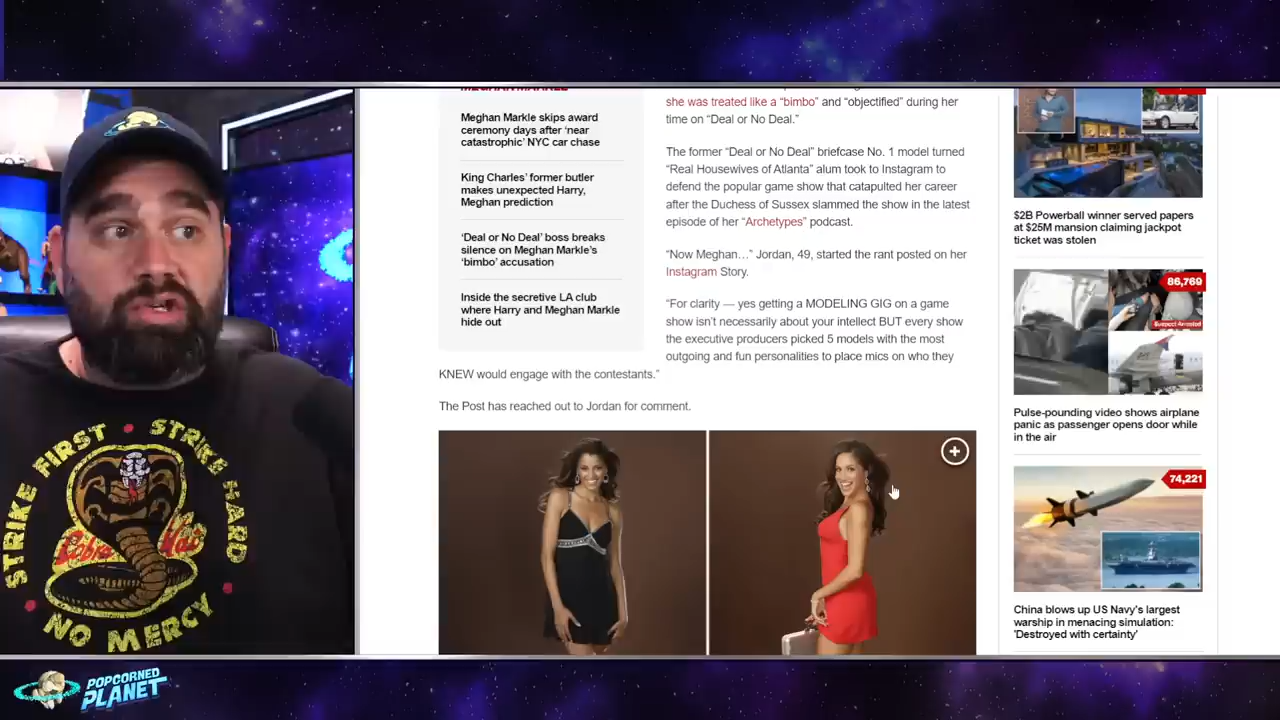 STRIKE FIRST • STRIKE HARD
Cobra Kai
NO MERCY
POPCORNED
PLANET
MEGHAN MARKLE
Meghan Markle skips award
ceremony days after ‘near
catastrophic’ NYC car chase
King Charles’ former butler
makes unexpected Harry,
Meghan prediction
‘Deal or No Deal’ boss breaks
silence on Meghan Markle’s
‘bimbo’ accusation
Inside the secretive LA club
where Harry and Meghan Markle
hide out
she was treated like a “bimbo” and “objectified” during her
time on “Deal or No Deal.”
The former “Deal or No Deal” briefcase No. 1 model turned
“Real Housewives of Atlanta” alum took to Instagram to
defend the popular game show that catapulted her career
after the Duchess of Sussex slammed the show in the latest
episode of her “Archetypes” podcast.
“Now Meghan…” Jordan, 49, started the rant posted on her
Instagram Story.
“For clarity — yes getting a MODELING GIG on a game
show isn’t necessarily about your intellect BUT every show
the executive producers picked 5 models with the most
outgoing and fun personalities to place mics on who they
KNEW would engage with the contestants.”
The Post has reached out to Jordan for comment.
$2B Powerball winner served papers
at $25M mansion claiming jackpot
ticket was stolen
86,769
Suspect Arrested
Pulse-pounding video shows airplane
panic as passenger opens door while
in the air
74,221
China blows up US Navy’s largest
warship in menacing simulation:
‘Destroyed with certainty’